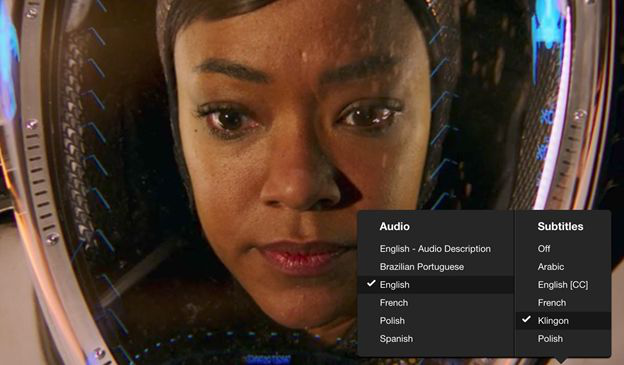 Audio
English - Audio Description
Brazilian Portuguese
English
French
Polish
Spanish
Subtitles
Off
Arabic
English [CC]
French
Klingon
Polish